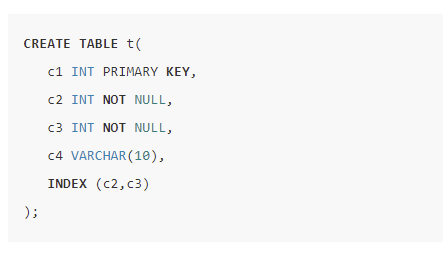 CREATE TABLE t(
   c1 INT PRIMARY KEY,
   c2 INT NOT NULL,
   c3 INT NOT NULL,
   c4 VARCHAR(10),
   INDEX (c2,c3)
);